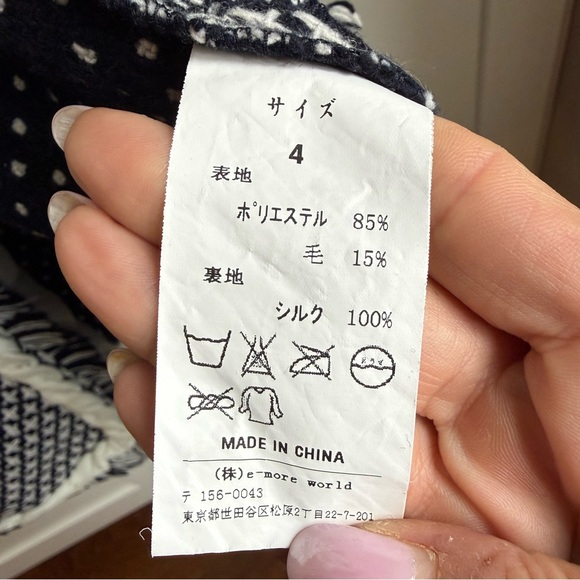 サイズ
4
表地
ポリエステル 85%
毛 15%
裏地
シルク 100%
MADE IN CHINA
(株)e-more world
〒 156-0043
東京都世田谷区松原2丁目22-7-201